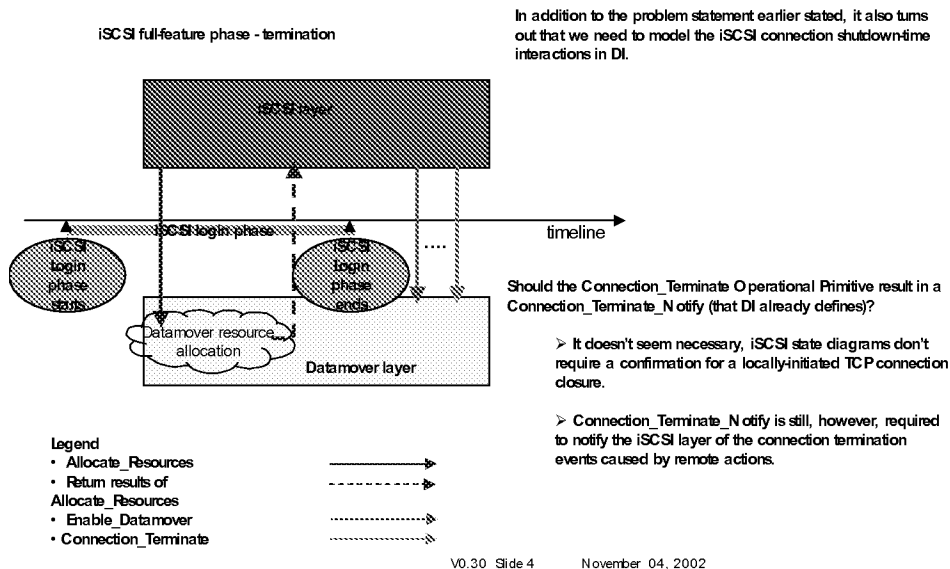 iSCSI full-feature phase - termination
In addition to the problem statement earlier stated, it also turns
out that we need to model the iSCSI connection shutdown-time
interactions in DI.
iSCSI layer
iSCSI login phase
timeline
iSCSI
Login
phase
starts
iSCSI
Login
phase
ends
....
Datamover resource
allocation
Datamover layer
Should the Connection_Terminate Operational Primitive result in a
Connection_Terminate_Notify (that DI already defines)?
➢ It doesn't seem necessary, iSCSI state diagrams don't
require a confirmation for a locally-initiated TCP connection
closure.
➢ Connection_Terminate_Notify is still, however, required
to notify the iSCSI layer of the connection termination
events caused by remote actions.
Legend
• Allocate_Resources
• Return results of
Allocate_Resources
• Enable_Datamover
• Connection_Terminate
V0.30 Slide 4 November 04, 2002